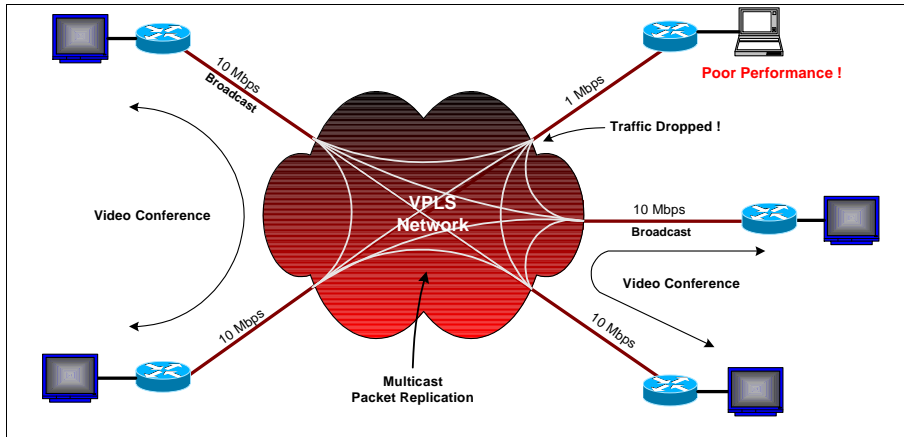 10 Mbps
Broadcast
1 Mbps
Poor Performance !
Traffic Dropped !
Video Conference
VPLS
Network
10 Mbps
Broadcast
Video Conference
10 Mbps
10 Mbps
Multicast
Packet Replication